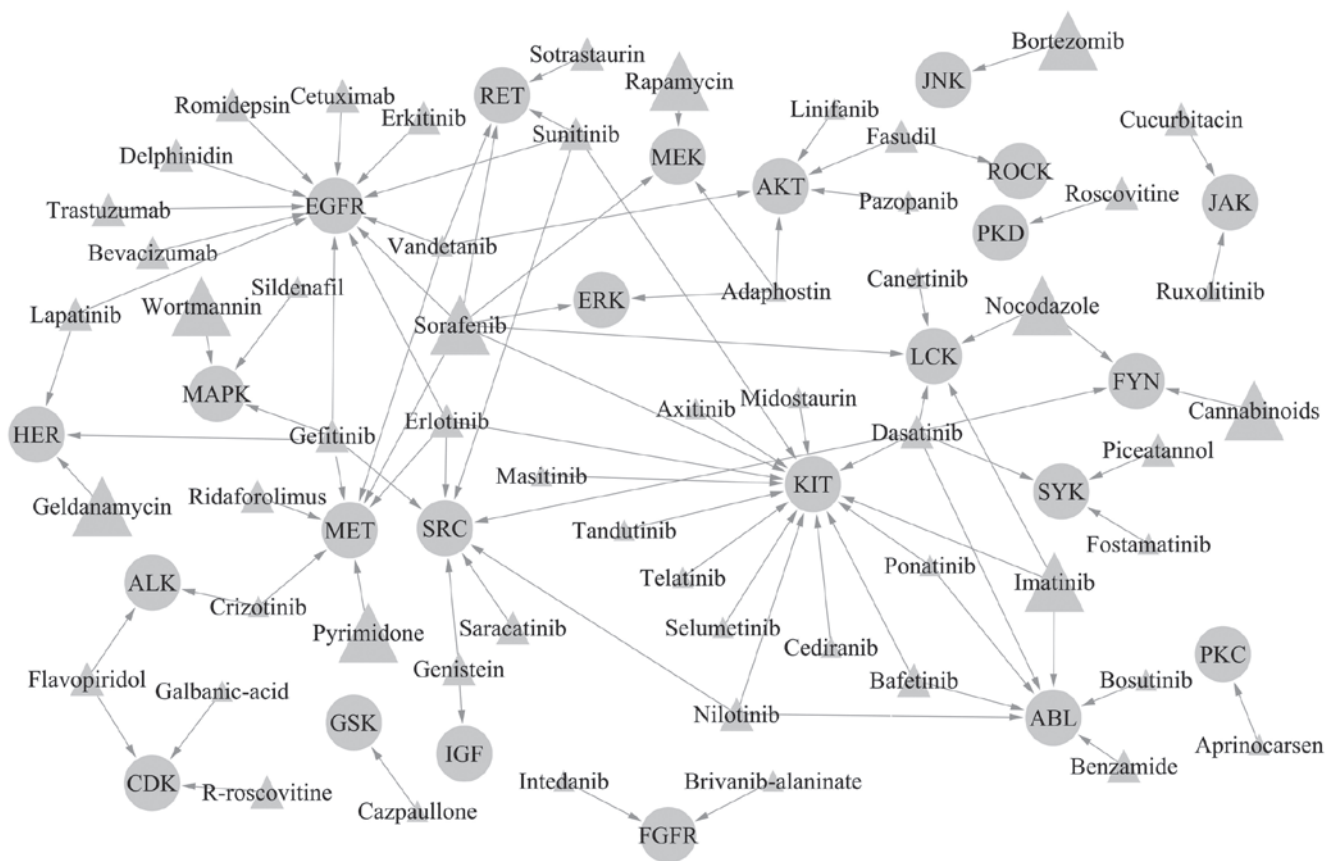 Bortezomib
Sotrastaurin
JNK
Rapamycin
RET
Cetuximab
Romidepsin
Linifanib
Erkitinib
Cucurbitacin
Sunitinib
Fasudil
Delphinidin
MEK
ROCK
AKT
Roscovitine
Pazopanib
JAK
EGFR
Trastuzumab
PKD
Vandetanib
Bevacizumab
Canertinib
Sildenafil
Adaphostin
Ruxolitinib
ERK
Nocodazole
Wortmannin
Lapatinib
Sorafenib
LCK
FYN
MAPK
Midostaurin
Axitinib
Cannabinoids
Erlotinib
Dasatinib
HER
Gefitinib
Piceatannol
Masitinib
KIT
SYK
Ridaforolimus
Geldanamycin
MET
SRC
Tandutinib
Fostamatinib
Ponatinib
Telatinib
Imatinib
ALK
Crizotinib
Saracatinib
Selumetinib
Pyrimidone
Cediranib
PKC
Genistein
Flavopiridol
Bafetinib
Bosutinib
Galbanic-acid
Nilotinib
ABL
GSK
Aprinocarsen
IGF
Benzamide
CDK
Intedanib
Brivanib-alaninate
R-roscovitine
Cazpaullone
FGFR